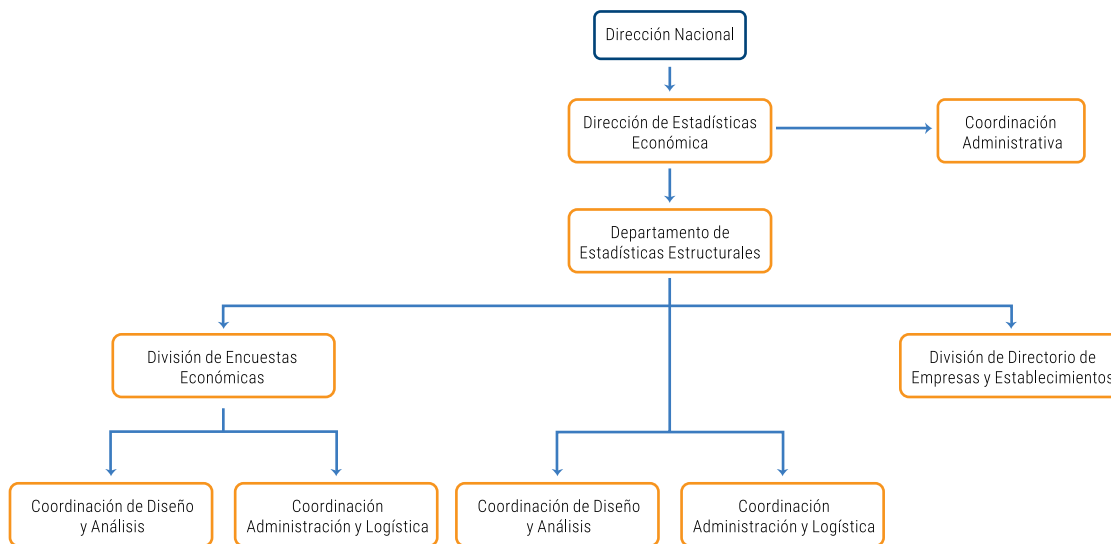 Dirección Nacional
Dirección de Estadísticas
Económica
Coordinación
Administrativa
Departamento de
Estadísticas Estructurales
División de Encuestas
Económicas
División de Directorio de
Empresas y Establecimientos
Coordinación de Diseño
y Análisis
Coordinación
Administración y Logística
Coordinación de Diseño
y Análisis
Coordinación
Administración y Logística